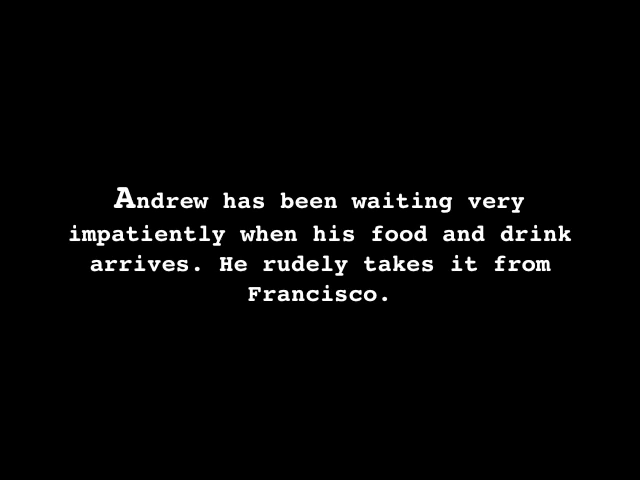 Andrew has been waiting very
impatiently when his food and drink
arrives. He rudely takes it from
Francisco.